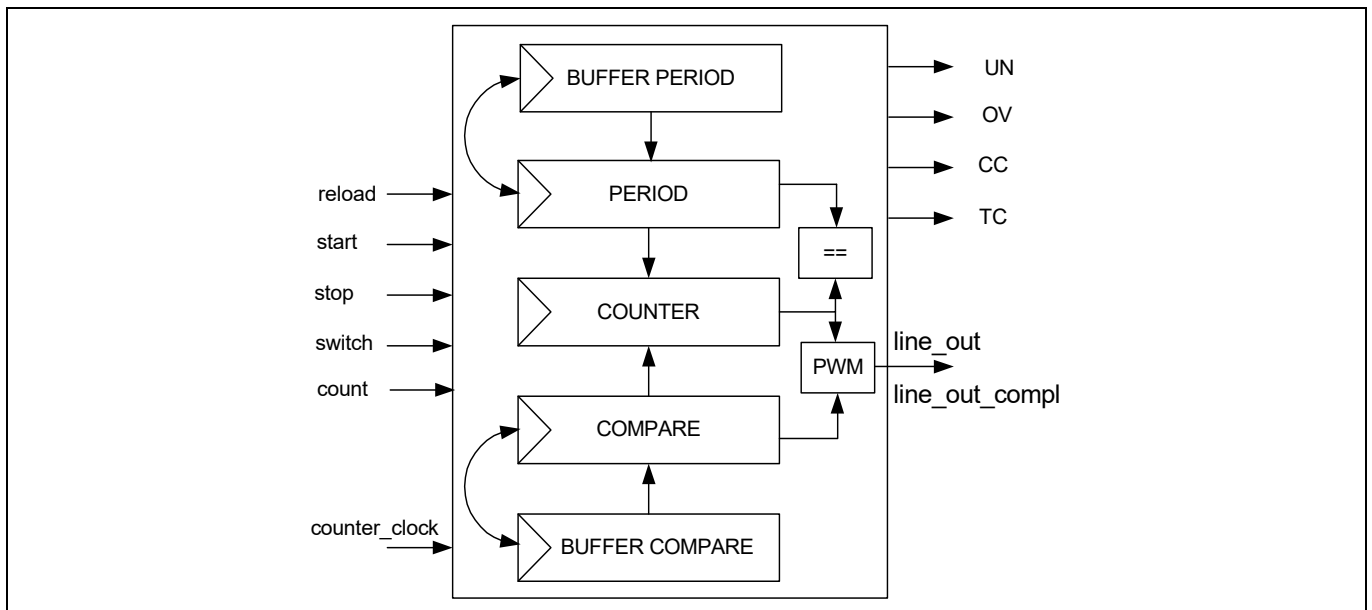 BUFFER PERIOD
UN
OV
CC
TC
PERIOD
reload
start
stop
switch
count
==
COUNTER
PWM
line_out
line_out_compl
COMPARE
counter_clock
BUFFER COMPARE